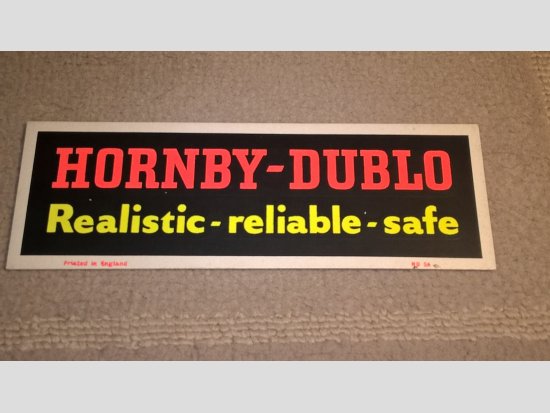 HORNBY-DUBLO
Realistic-reliable-safe
Printed in England